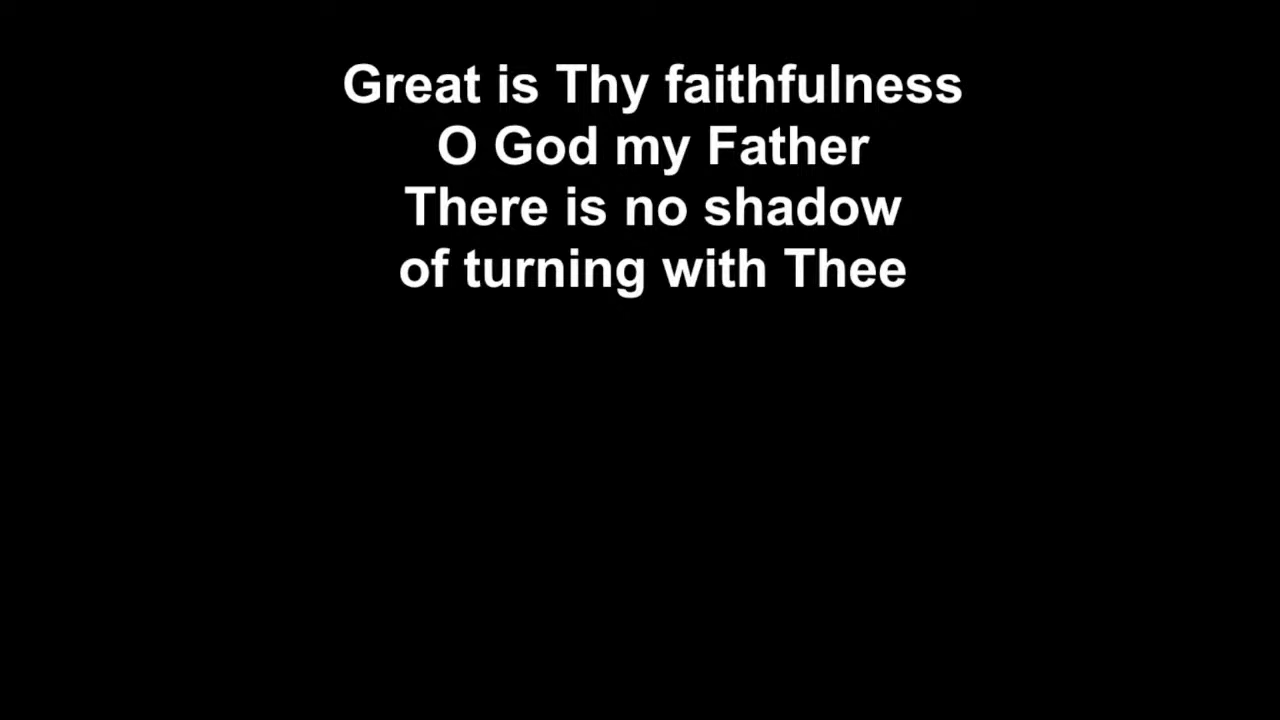 Great is Thy faithfulness
O God my Father
There is no shadow
of turning with Thee